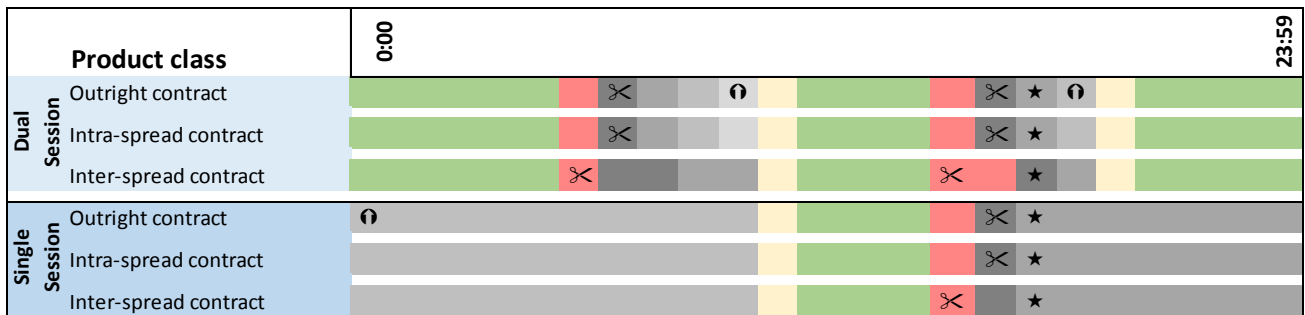 Product class
0:00
23:59
Dual Session
Outright contract
Intra-spread contract
Inter-spread contract
Single Session
Outright contract
Intra-spread contract
Inter-spread contract